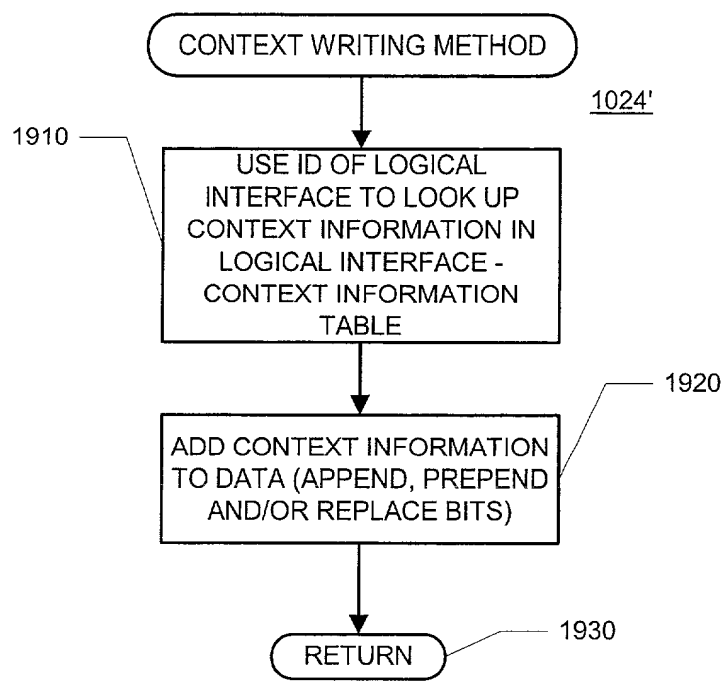 CONTEXT WRITING METHOD
1024'
1910
USE ID OF LOGICAL
INTERFACE TO LOOK UP
CONTEXT INFORMATION IN
LOGICAL INTERFACE -
CONTEXT INFORMATION
TABLE
1920
ADD CONTEXT INFORMATION
TO DATA (APPEND, PREPEND
AND/OR REPLACE BITS)
1930
RETURN